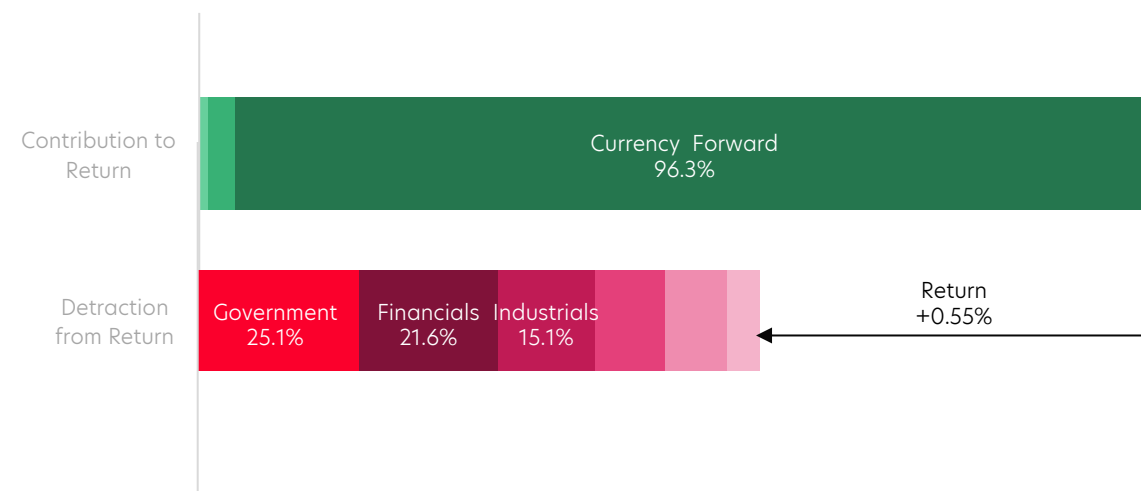 Contribution to
Return
Currency Forward
96.3%
Detraction
from Return
Government
25.1%
Financials
21.6%
Industrials
15.1%
Return
+0.55%